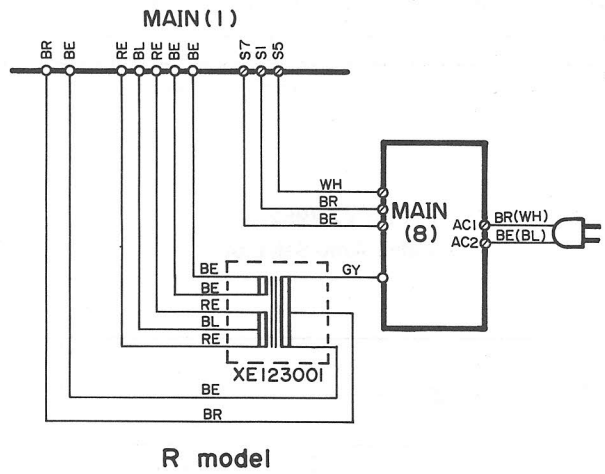 MAIN(1)
BR BE RE BL RE BE BE S7 S1 S5
WH
BR
BE
MAIN
(8)
AC1 BR(WH)
AC2 BE(BL)
BE GY
BE
RE
BL
RE
XE123001
BE
BR
R model